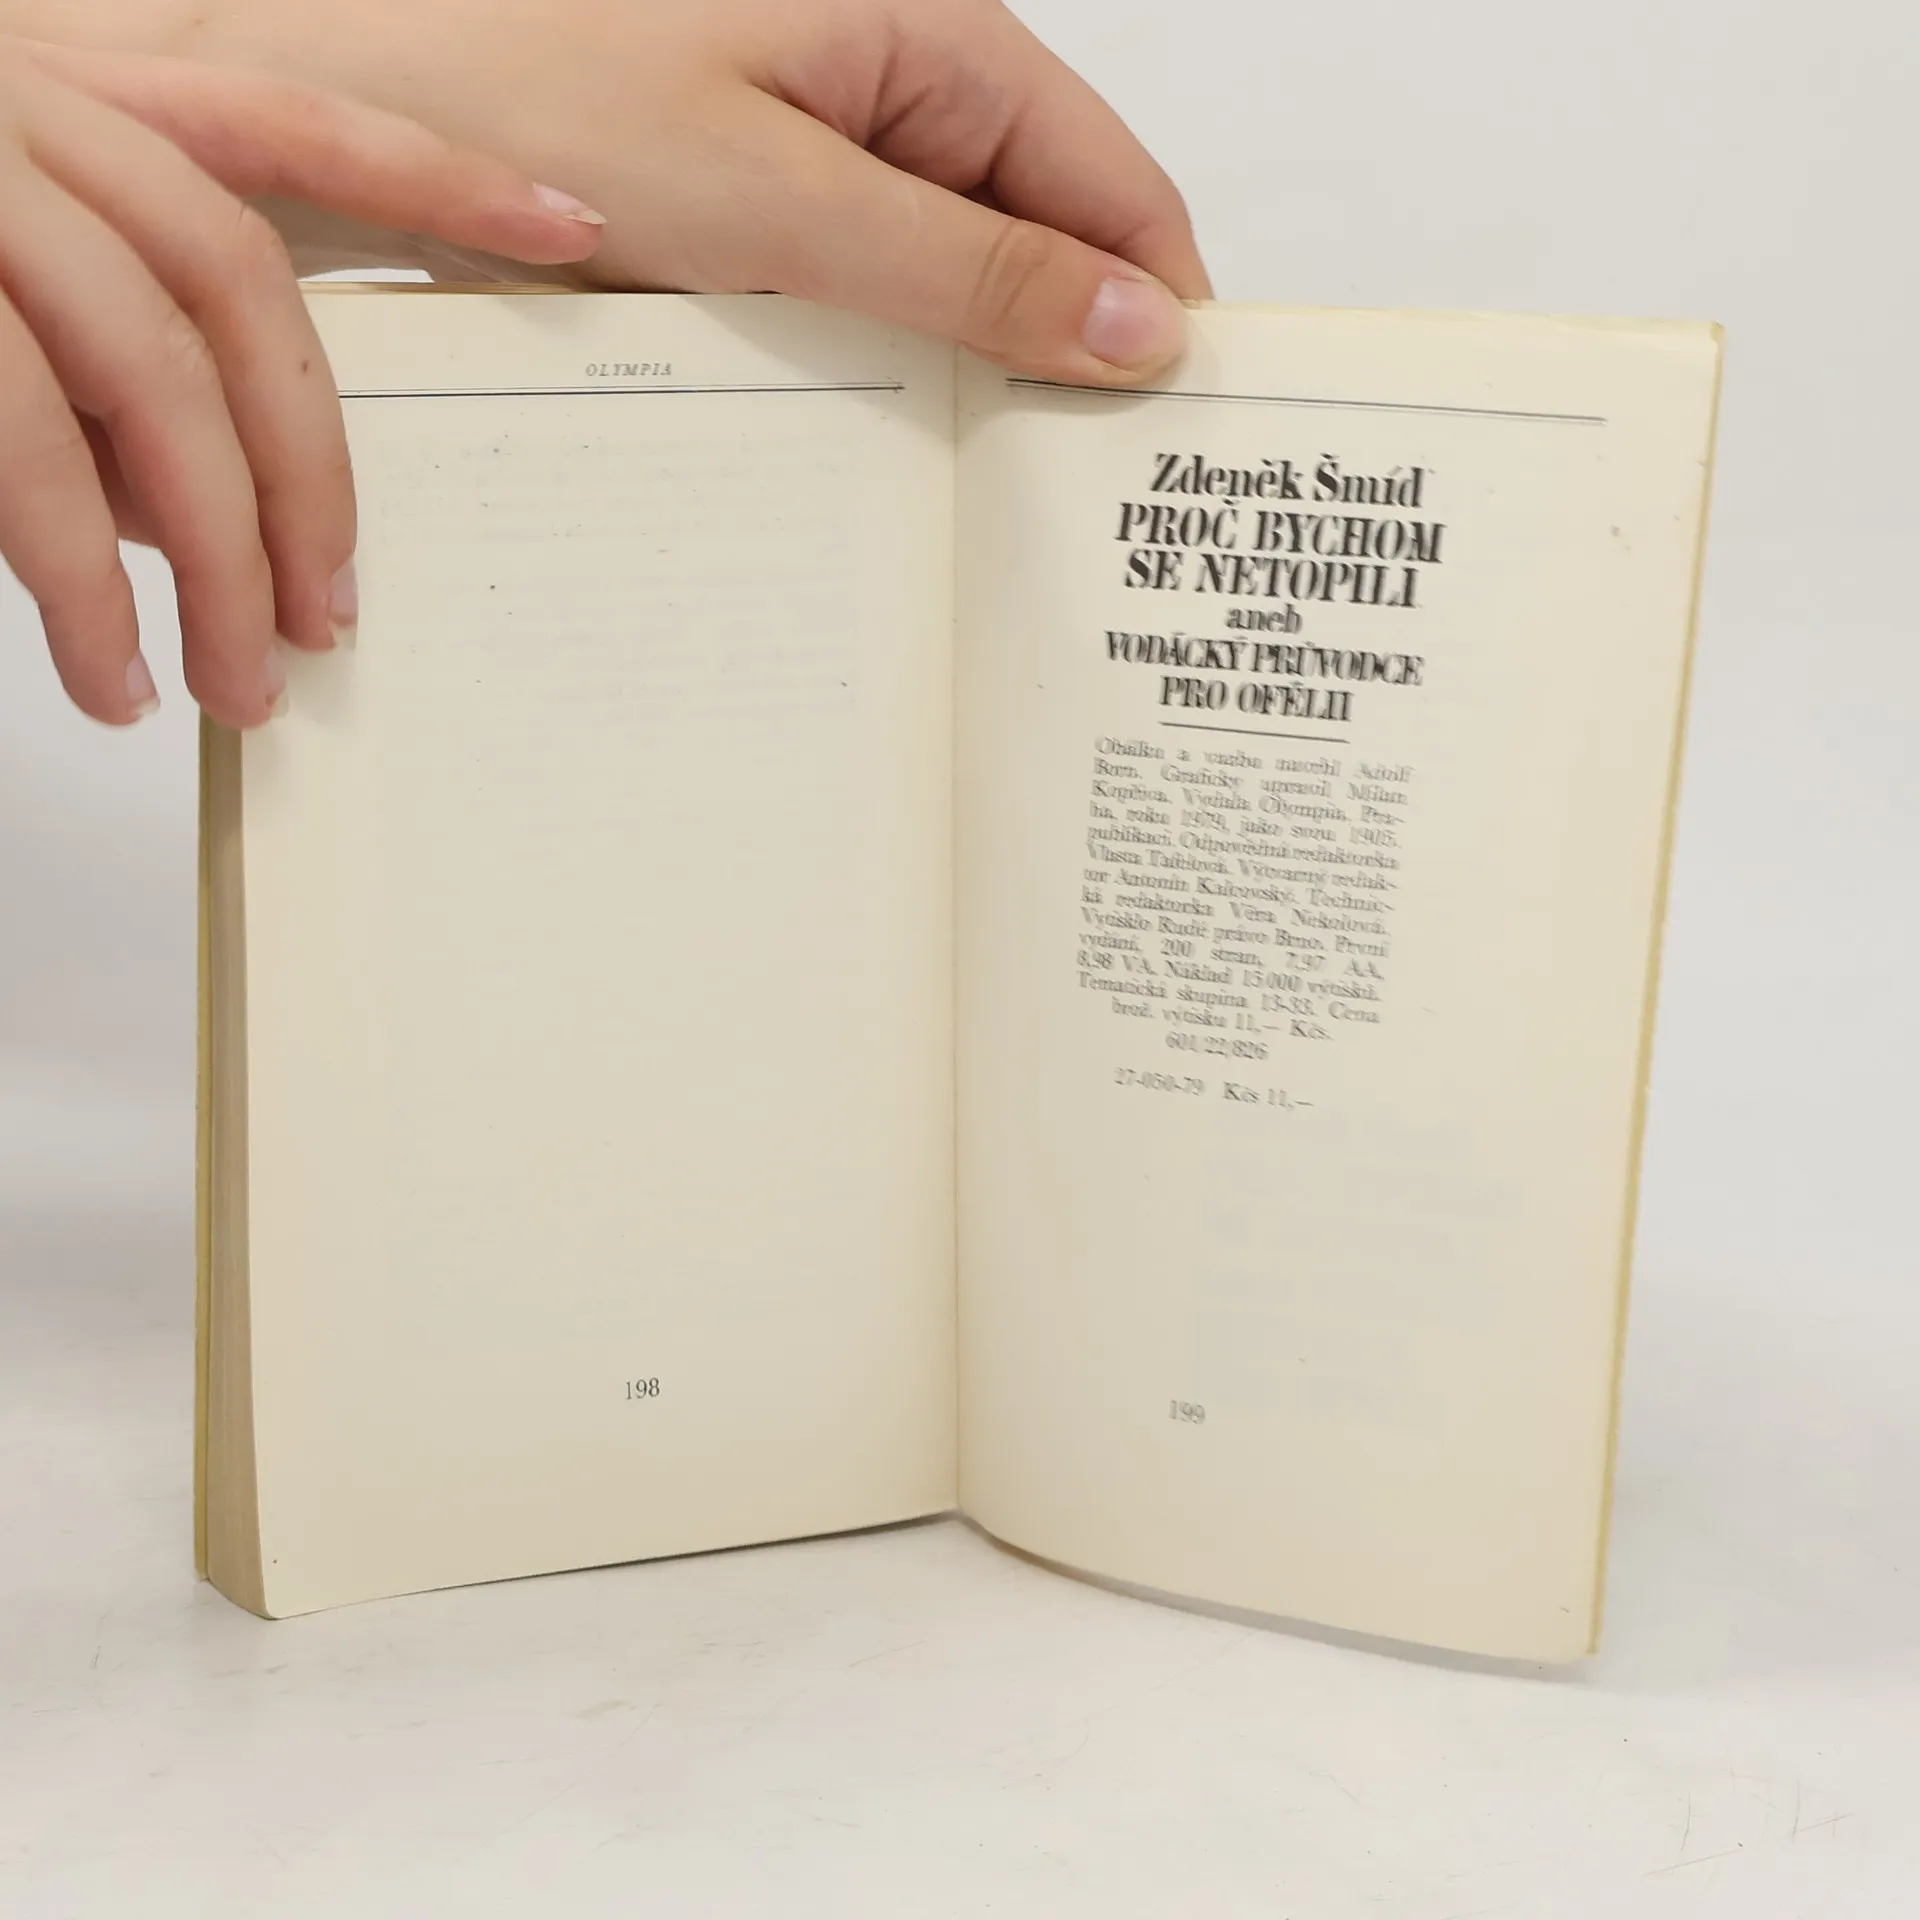 OLYMPIA
198
Zdeněk Šmíd
PROČ BYCHOM
SE NETOPILI
aneb
VODÁCKÝ PRŮVODCE
PRO OFÉLII
Obálku a vazbu navrhl Adolf
Born. Graficky upravil Milan
Kopřiva. Vydala Olympia, Pra-
ha, roku 1979, jako svou 1905.
publikaci. Odpovědná redaktorka
Vlasta Výtvarný redak-
tor Antonín Technic-
ká redaktorka Věra
Vytisklo Rudé právo Brno. První
vydání. 200 stran, 7,97 AA,
8,98 VA. Náklad 15 000 výtisků.
Tematická skupina 13-33. Cena
brož. výtisku 11,— Kčs.
601/22/826
27-050-79 Kčs 11,—
199